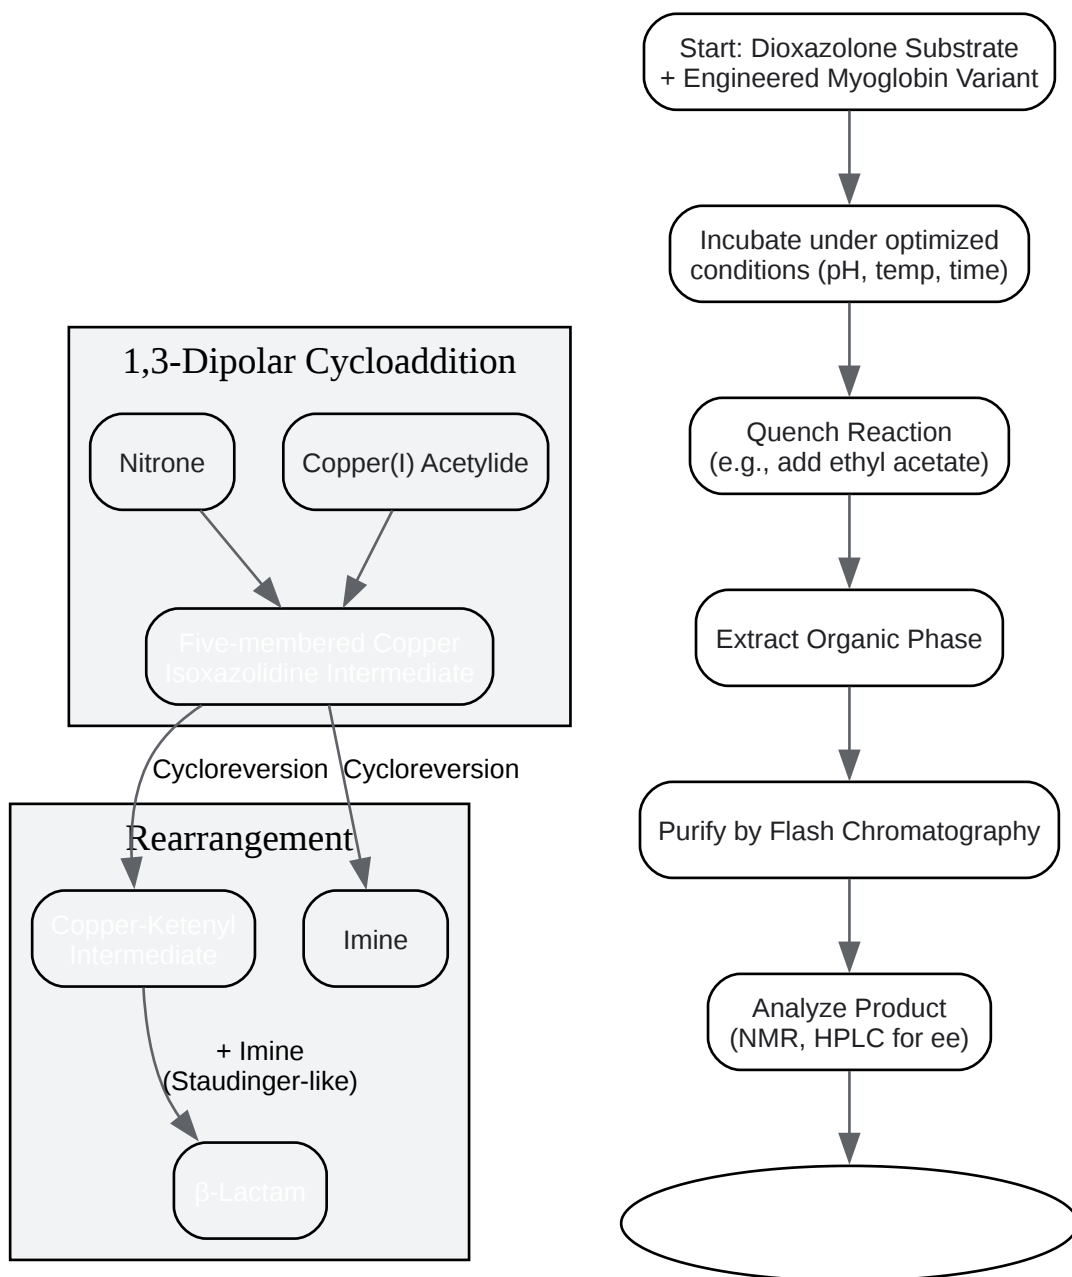 Start: Dioxazolone Substrate
+ Engineered Myoglobin Variant
Incubate under optimized
conditions (pH, temp, time)
Quench Reaction
(e.g., add ethyl acetate)
Extract Organic Phase
Purify by Flash Chromatography
Analyze Product
(NMR, HPLC for ee)
1,3-Dipolar Cycloaddition
Nitrone
Copper(I) Acetylide
Five-membered Copper
Isoxazolidine Intermediate
Cycloreversion
Cycloreversion
Rearrangement
Copper-Ketenyl
Intermediate
Imine
+ Imine
(Staudinger-like)
β-Lactam